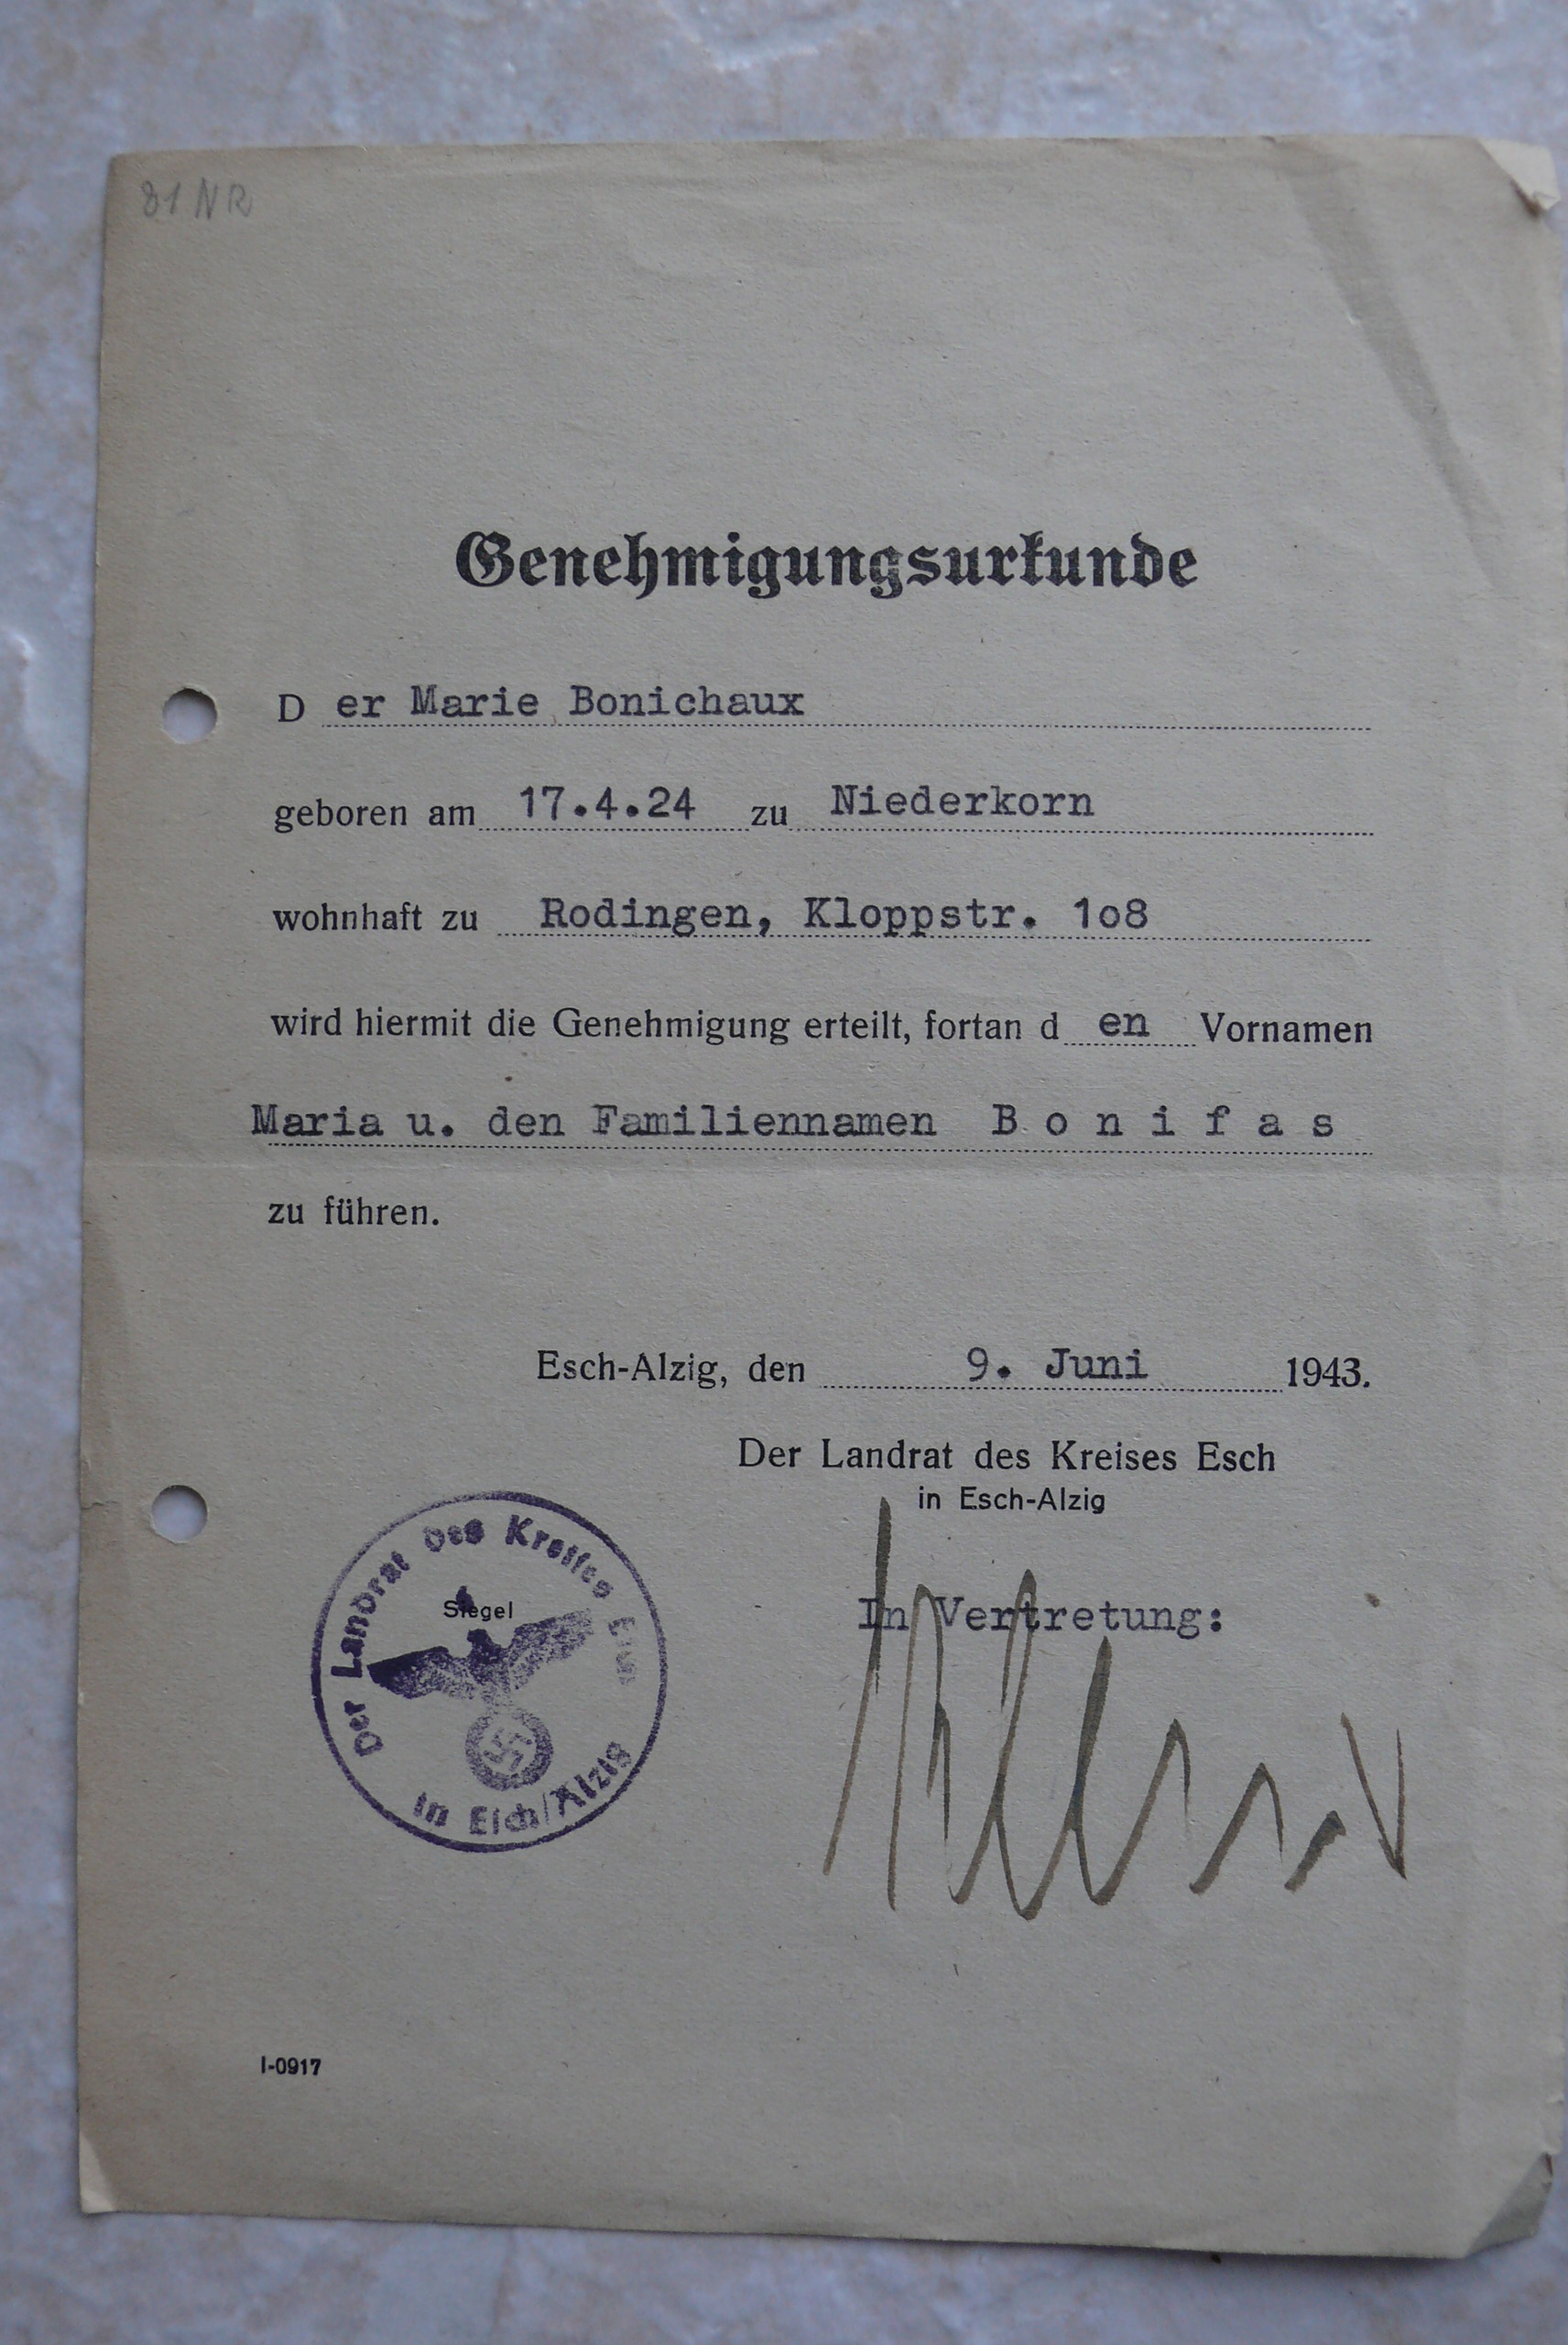 81 NR
Genehmigungsurkunde
D er Marie Bonichaux
geboren am 17.4.24 zu Niederkorn
wohnhaft zu Rodingen, Kloppstr. 1o8
wird hiermit die Genehmigung erteilt, fortan d en Vornamen
Maria u. den Familiennamen B o n i f a s
zu führen.
Esch-Alzig, den 9. Juni 1943.
Der Landrat des Kreises Esch
in Esch-Alzig
In Vertretung:
Siegel
Der Landrat des Kreises Esch
in Esch/Alzig
I-0917